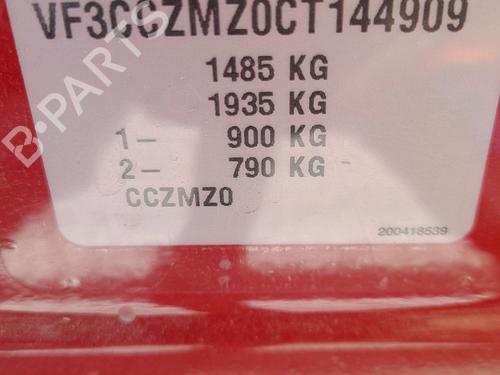 VF3CCZMZ0CT144909
1485 KG
1935 KG
1- 900 KG
2- 790 KG
CCZMZ0
200418539
B-PARTS